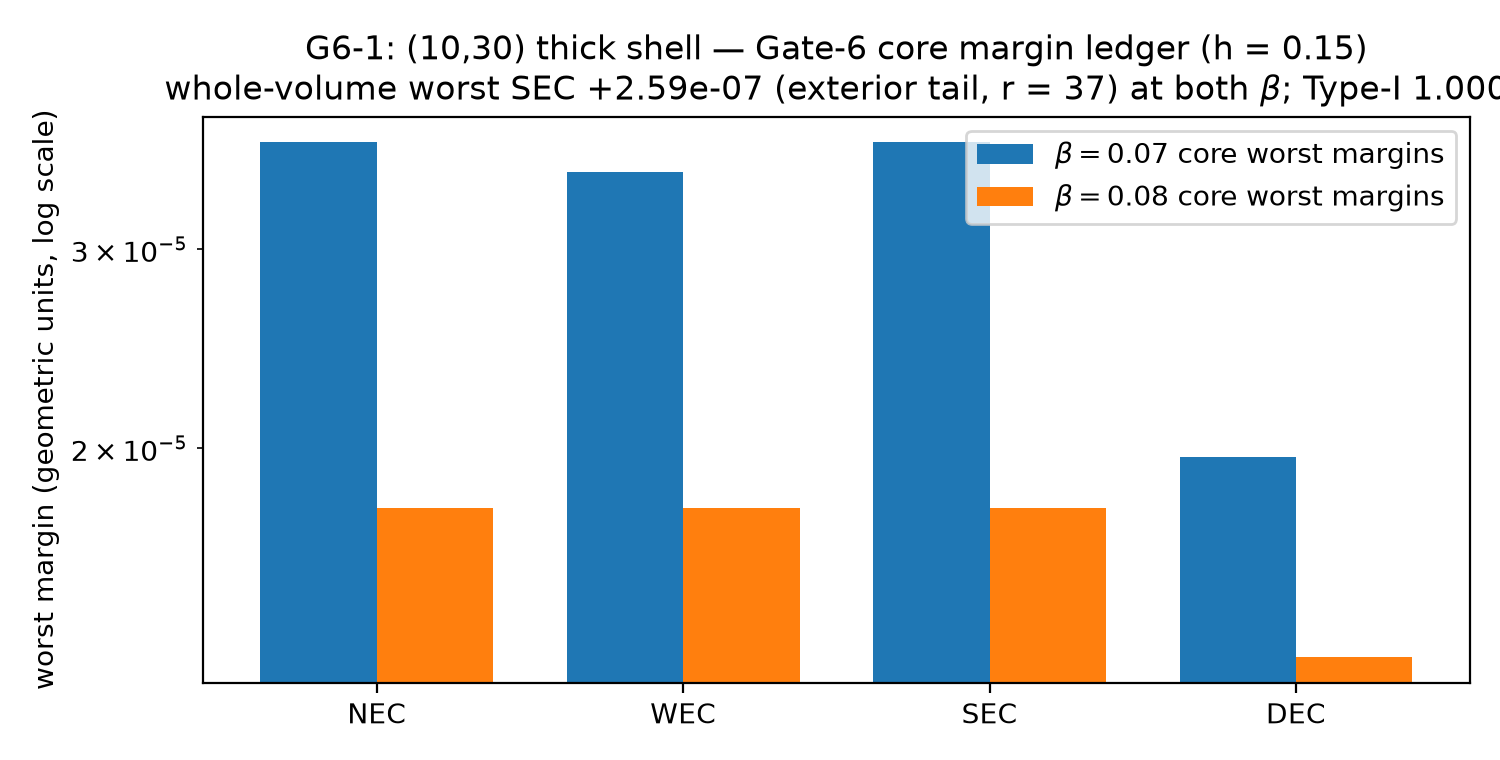 G6-1: (10,30) thick shell — Gate-6 core margin ledger (h = 0.15)
whole-volume worst SEC +2.59e-07 (exterior tail, r = 37) at both β; Type-I 1.000
worst margin (geometric units, log scale)
β = 0.07 core worst margins
β = 0.08 core worst margins
3 × 10⁻⁵
2 × 10⁻⁵
NEC WEC SEC DEC